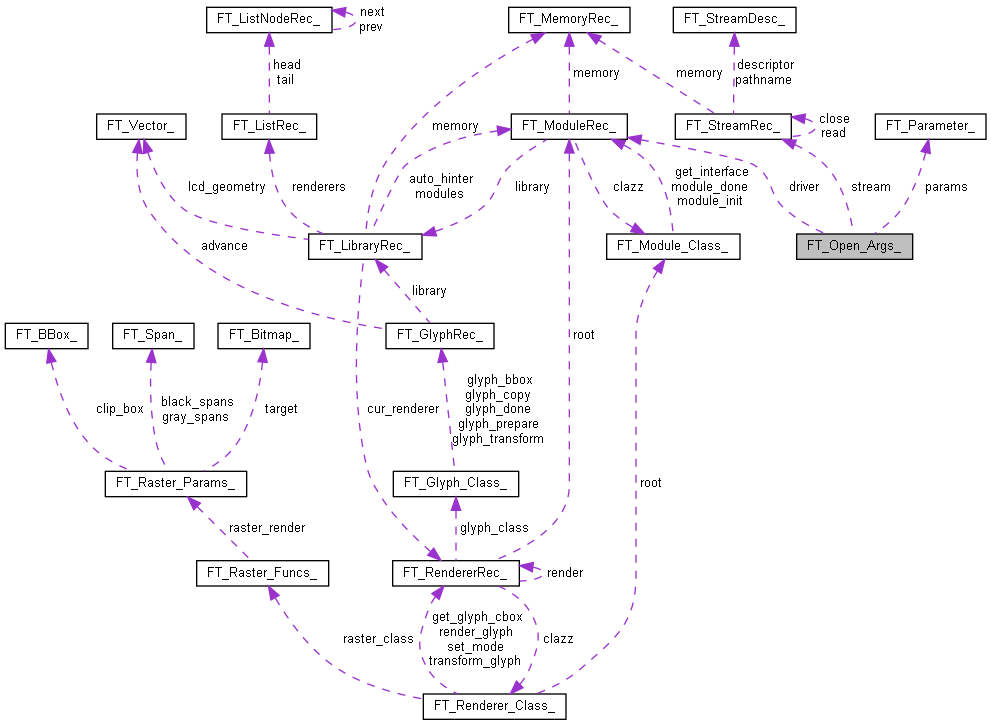 FT_ListNodeRec_
next
prev
FT_MemoryRec_
FT_StreamDesc_
head
tail
memory
memory
descriptor
pathname
FT_Vector_
FT_ListRec_
memory
FT_ModuleRec_
FT_StreamRec_
close
read
FT_Parameter_
lcd_geometry
renderers
auto_hinter
modules
library
clazz
get_interface
module_done
module_init
driver
stream
params
advance
FT_LibraryRec_
FT_Module_Class_
FT_Open_Args_
library
FT_BBox_
FT_Span_
FT_Bitmap_
FT_GlyphRec_
root
clip_box
black_spans
gray_spans
target
cur_renderer
glyph_bbox
glyph_copy
glyph_done
glyph_prepare
glyph_transform
FT_Raster_Params_
FT_Glyph_Class_
root
raster_render
glyph_class
FT_Raster_Funcs_
FT_RendererRec_
render
raster_class
get_glyph_cbox
render_glyph
set_mode
transform_glyph
clazz
FT_Renderer_Class_